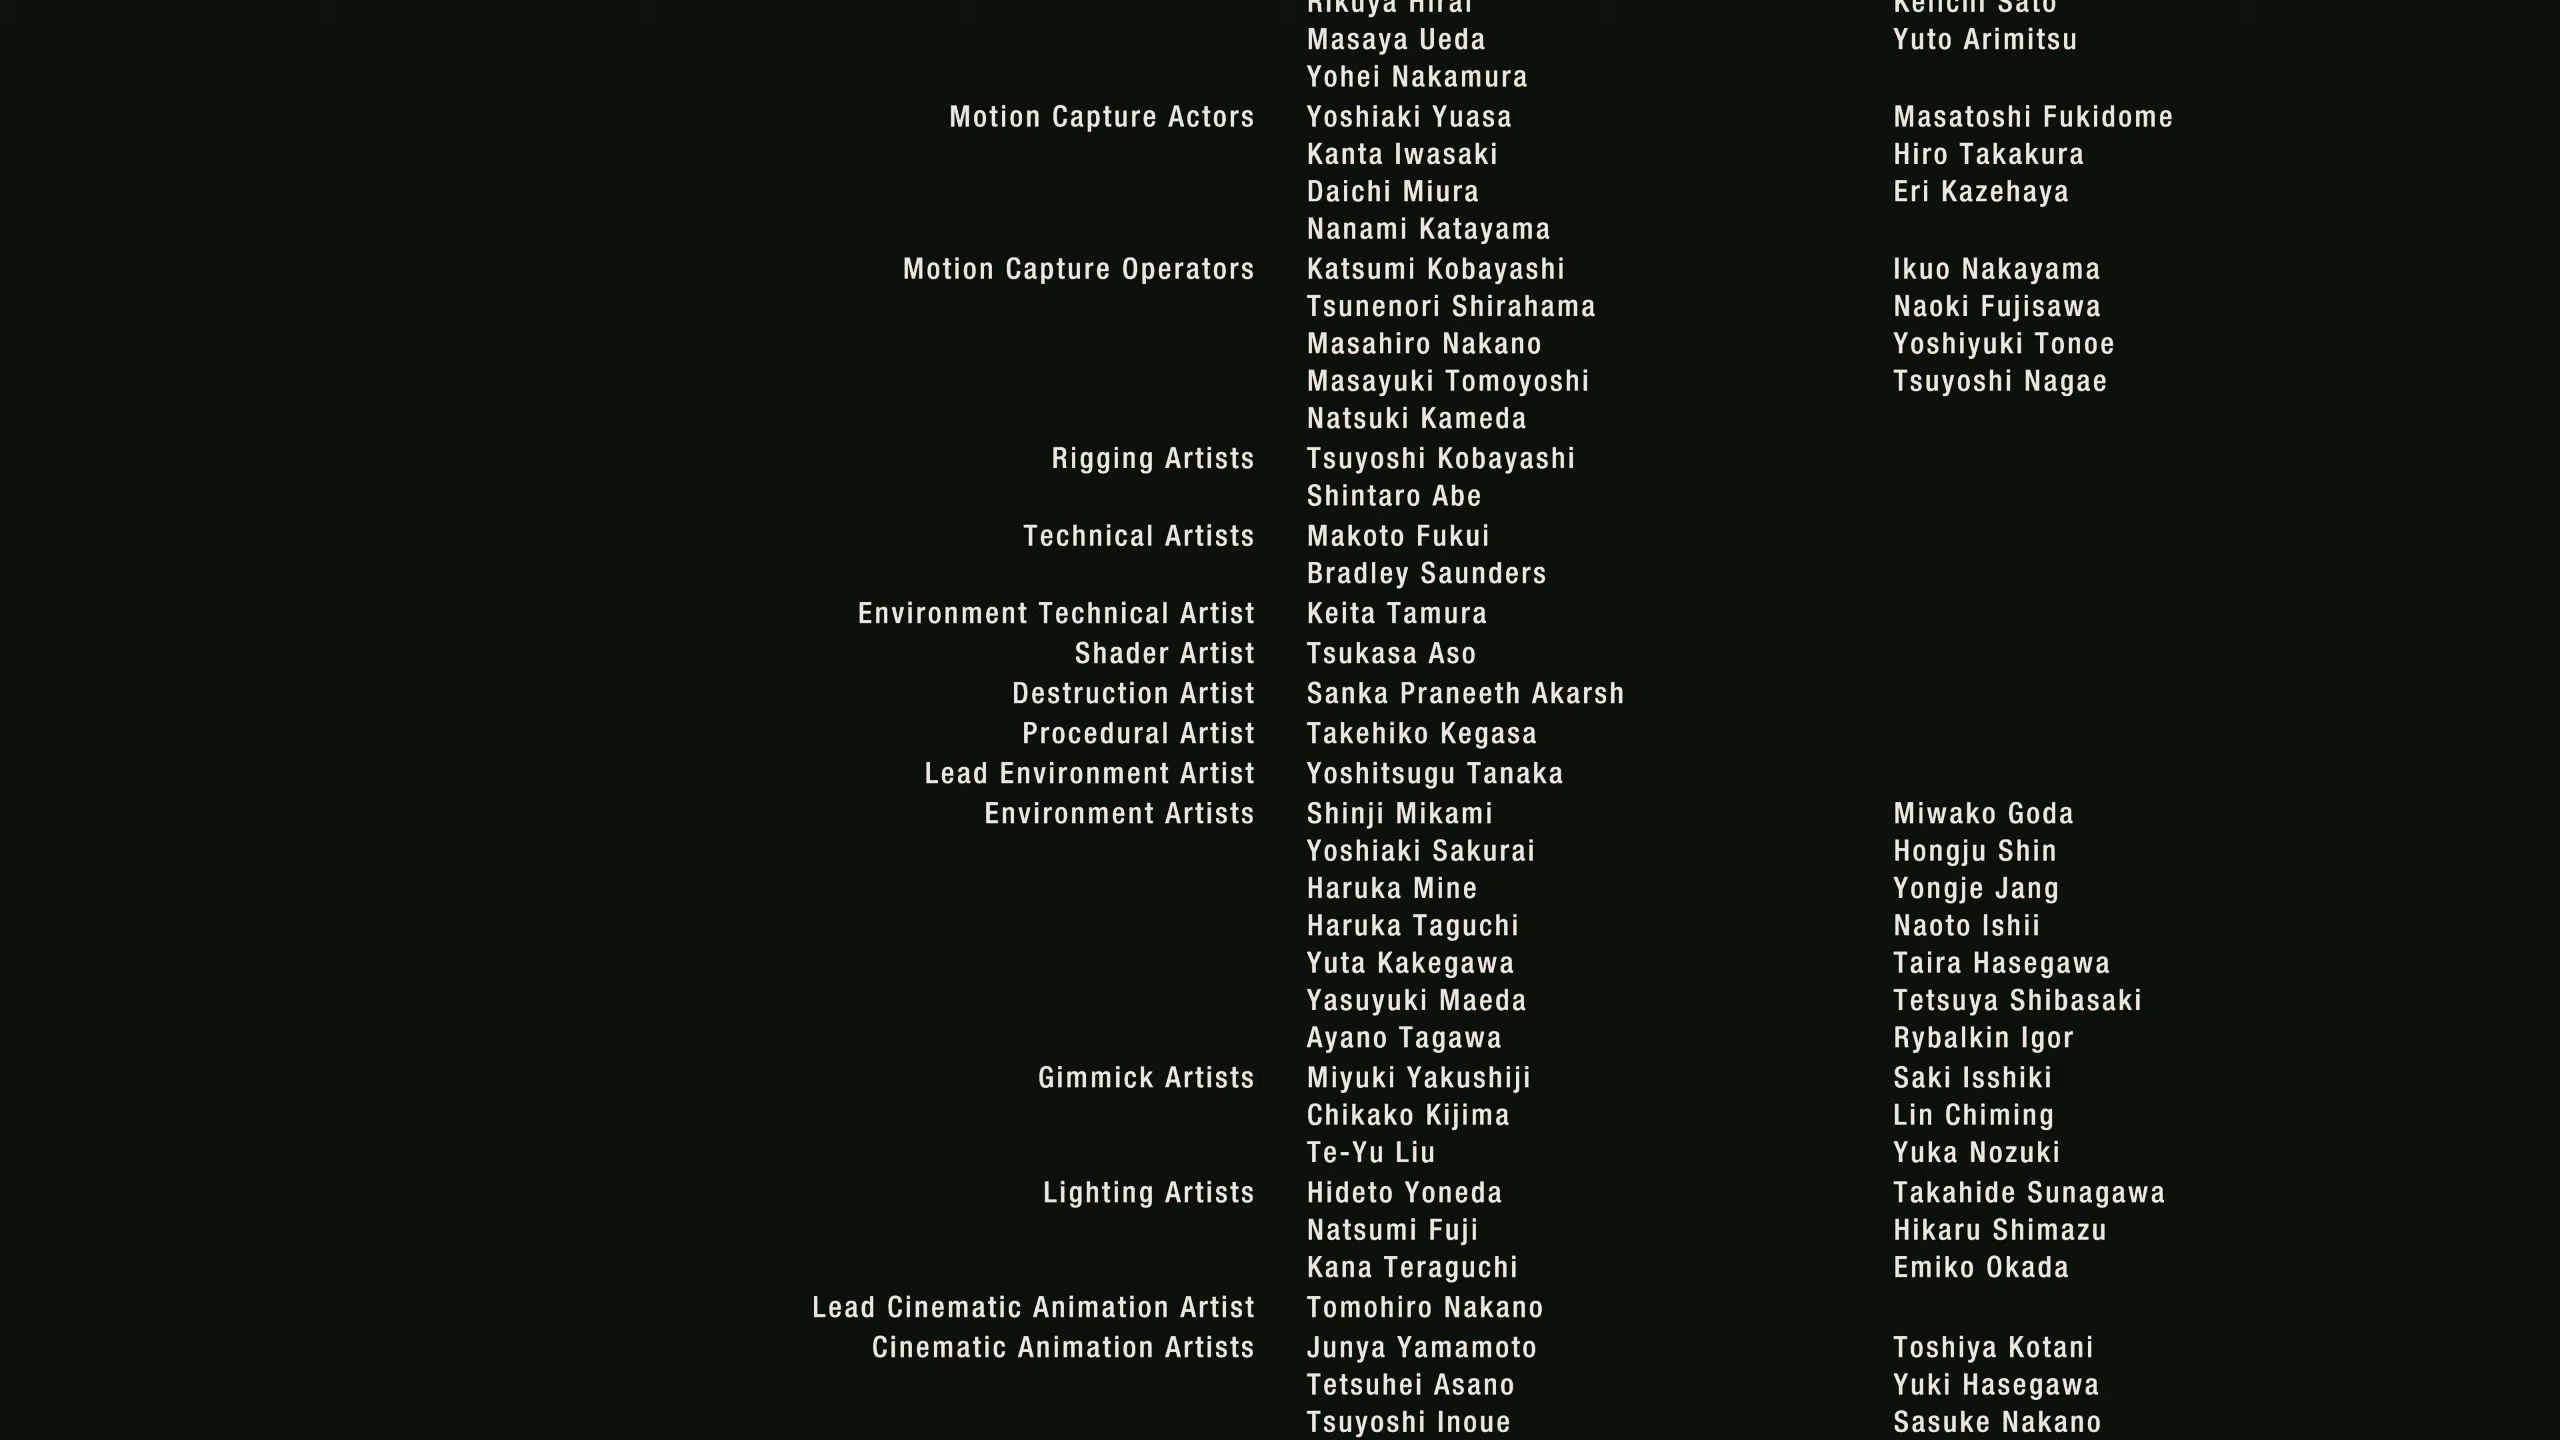 Rikuya Hirai Keiichi Sato
Masaya Ueda Yuto Arimitsu
Yohei Nakamura
Motion Capture Actors Yoshiaki Yuasa Masatoshi Fukidome
Kanta Iwasaki Hiro Takakura
Daichi Miura Eri Kazehaya
Nanami Katayama
Motion Capture Operators Katsumi Kobayashi Ikuo Nakayama
Tsunenori Shirahama Naoki Fujisawa
Masahiro Nakano Yoshiyuki Tonoe
Masayuki Tomoyoshi Tsuyoshi Nagae
Natsuki Kameda
Rigging Artists Tsuyoshi Kobayashi
Shintaro Abe
Technical Artists Makoto Fukui
Bradley Saunders
Environment Technical Artist Keita Tamura
Shader Artist Tsukasa Aso
Destruction Artist Sanka Praneeth Akarsh
Procedural Artist Takehiko Kegasa
Lead Environment Artist Yoshitsugu Tanaka
Environment Artists Shinji Mikami Miwako Goda
Yoshiaki Sakurai Hongju Shin
Haruka Mine Yongje Jang
Haruka Taguchi Naoto Ishii
Yuta Kakegawa Taira Hasegawa
Yasuyuki Maeda Tetsuya Shibasaki
Ayano Tagawa Rybalkin Igor
Gimmick Artists Miyuki Yakushiji Saki Isshiki
Chikako Kijima Lin Chiming
Te-Yu Liu Yuka Nozuki
Lighting Artists Hideto Yoneda Takahide Sunagawa
Natsumi Fuji Hikaru Shimazu
Kana Teraguchi Emiko Okada
Lead Cinematic Animation Artist Tomohiro Nakano
Cinematic Animation Artists Junya Yamamoto Toshiya Kotani
Tetsuhei Asano Yuki Hasegawa
Tsuyoshi Inoue Sasuke Nakano